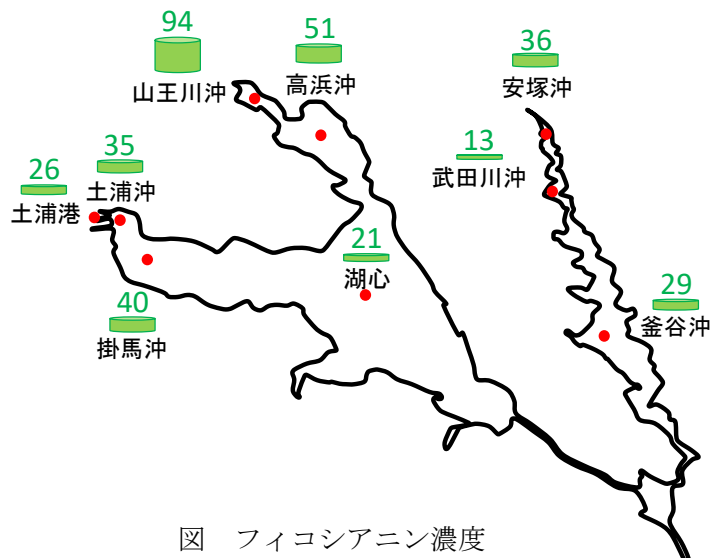 94
山王川沖
51
高浜沖
36
安塚沖
13
武田川沖
26
土浦港
35
土浦沖
21
湖心
40
掛馬沖
29
釜谷沖
図 フィコシアニン濃度